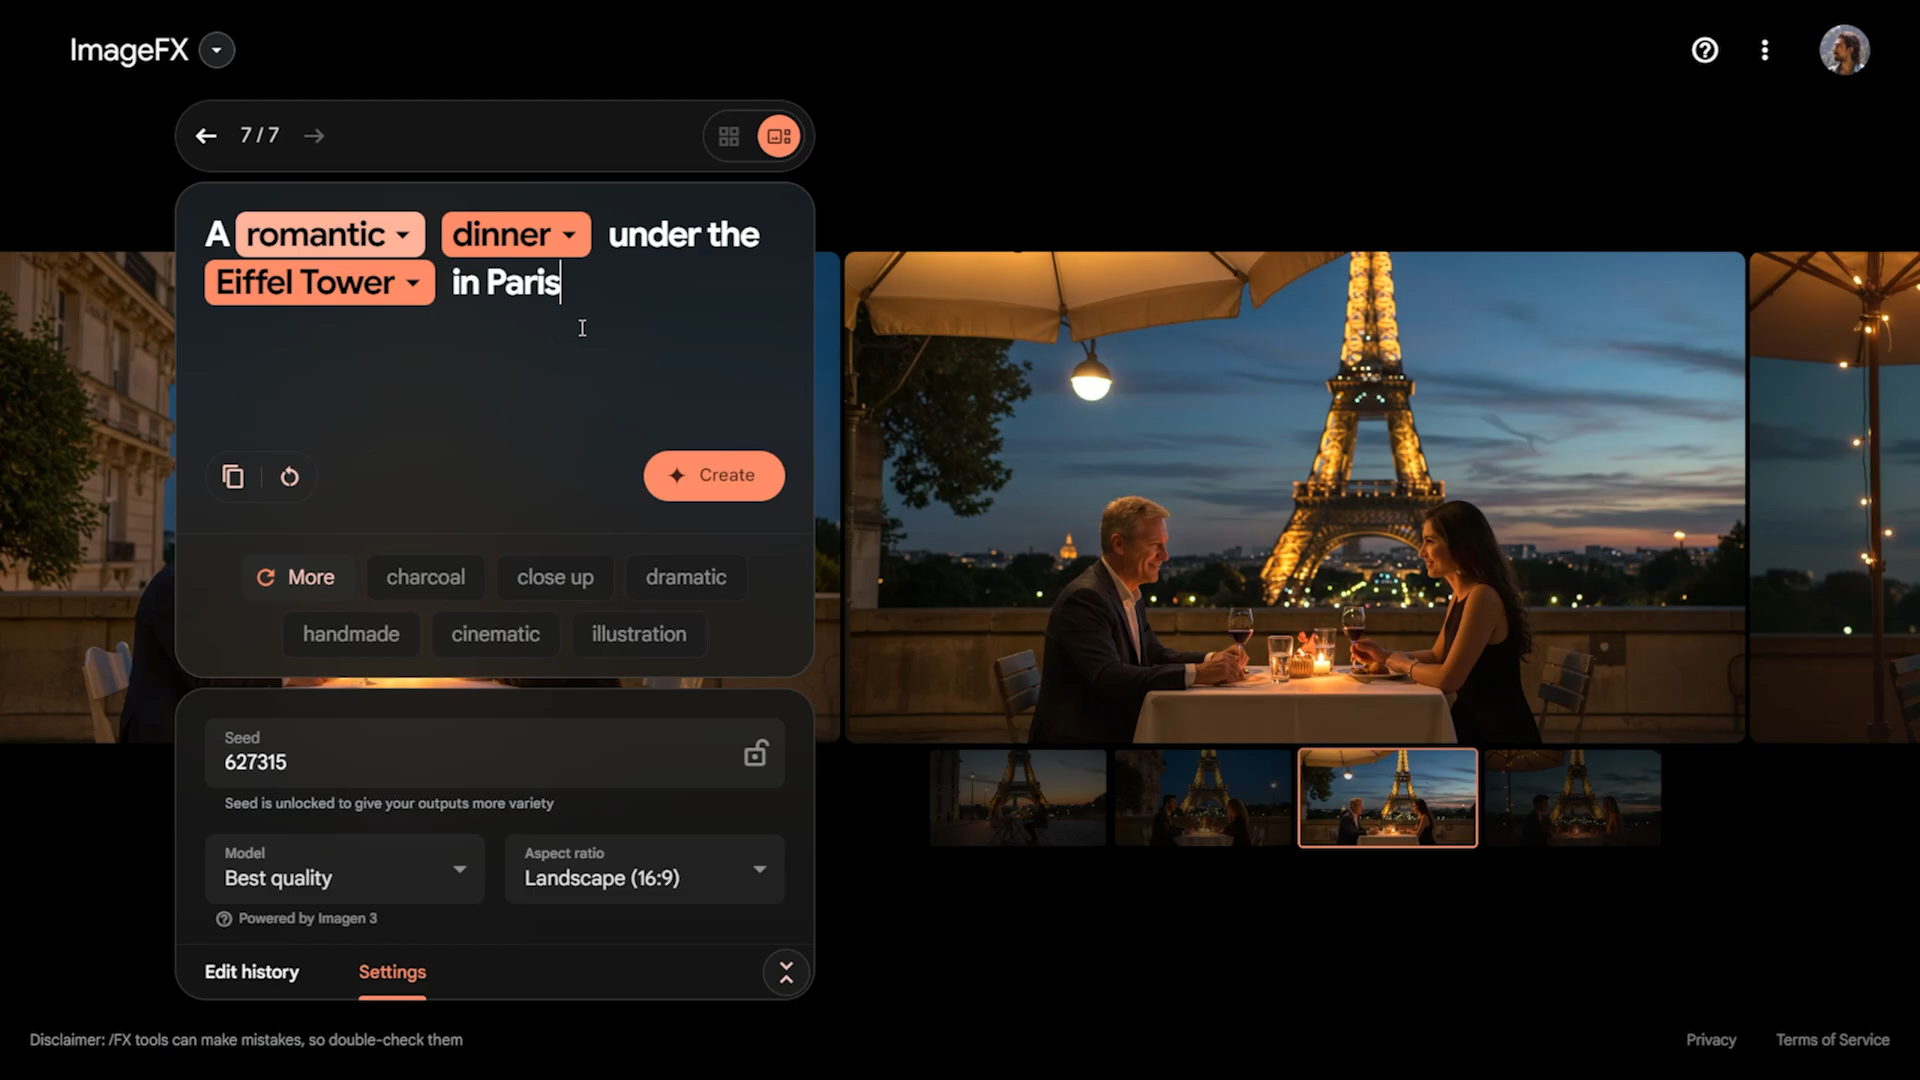 ImageFX
7 / 7
A romantic dinner under the
Eiffel Tower in Paris
Create
More charcoal close up dramatic
handmade cinematic illustration
Seed
627315
Seed is unlocked to give your outputs more variety
Model
Best quality
Aspect ratio
Landscape (16:9)
Powered by Imagen 3
Edit history Settings
Disclaimer: /FX tools can make mistakes, so double-check them
Privacy Terms of Service